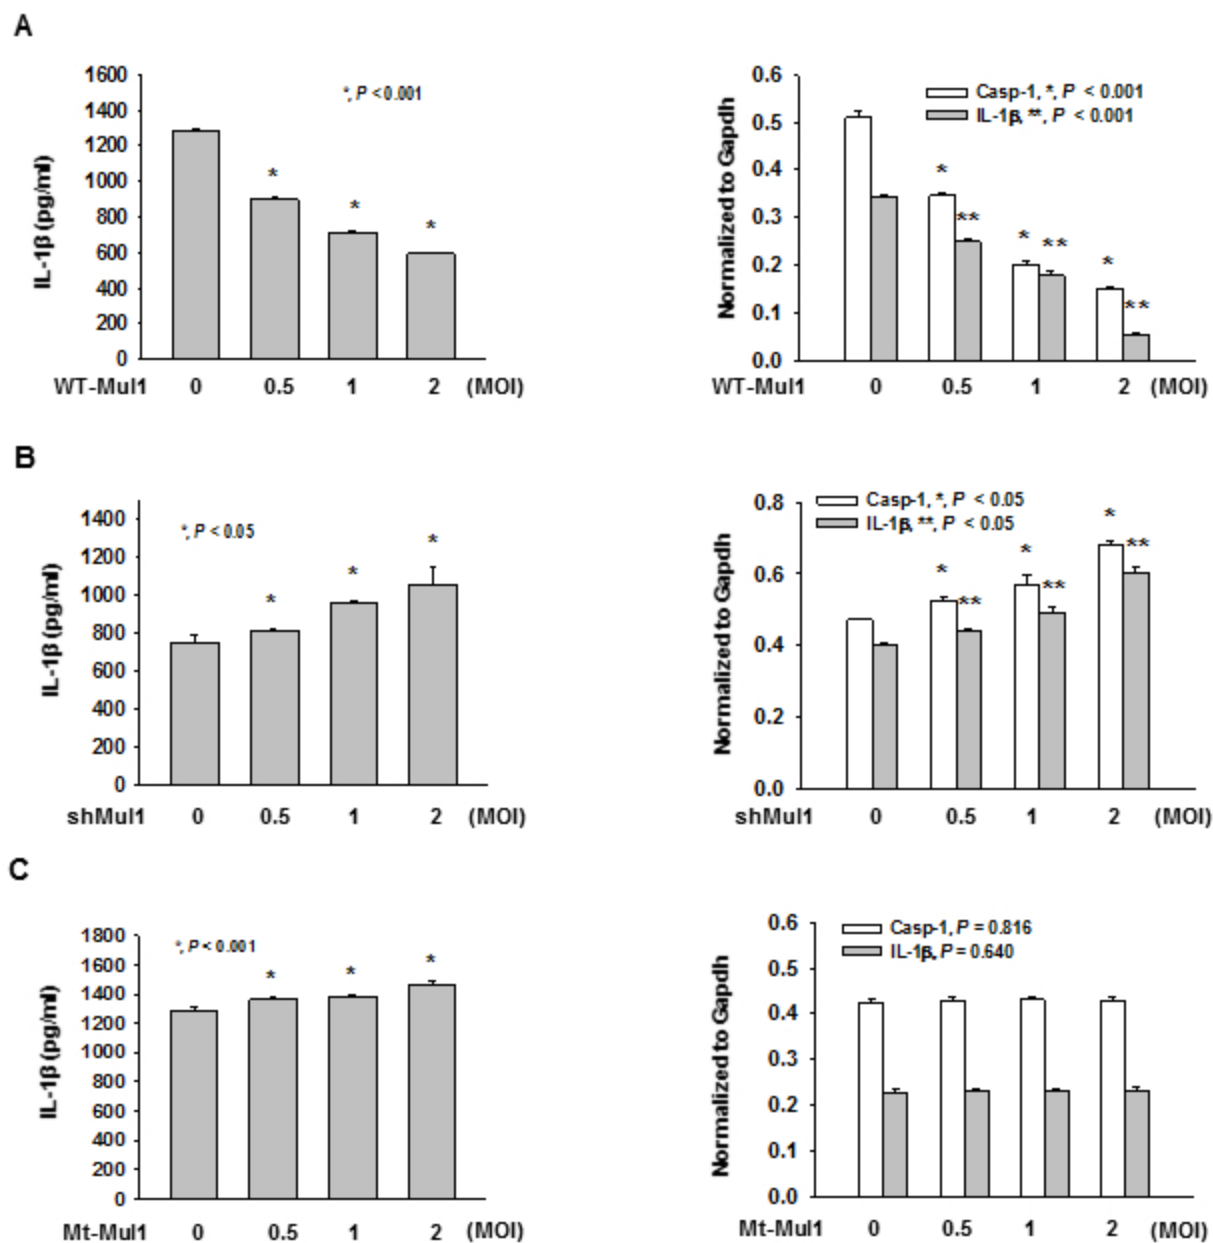 A
1600
1400
1200
1000
800
600
400
200
0
IL-1β (pg/ml)
*, P < 0.001
*
*
*
WT-Mul1 0 0.5 1 2 (MOI)
0.6
0.5
0.4
0.3
0.2
0.1
0.0
Normalized to Gapdh
Casp-1, *, P < 0.001
IL-1β, **, P < 0.001
*
**
*
**
*
**
WT-Mul1 0 0.5 1 2 (MOI)
B
1400
1200
1000
800
600
400
200
0
IL-1β (pg/ml)
*, P < 0.05
*
*
*
shMul1 0 0.5 1 2 (MOI)
0.8
0.6
0.4
0.2
0.0
Normalized to Gapdh
Casp-1, *, P < 0.05
IL-1β, **, P < 0.05
*
**
*
**
*
**
shMul1 0 0.5 1 2 (MOI)
C
1800
1600
1400
1200
1000
800
600
400
200
0
IL-1β (pg/ml)
*, P < 0.001
*
*
*
Mt-Mul1 0 0.5 1 2 (MOI)
0.6
0.5
0.4
0.3
0.2
0.1
0.0
Normalized to Gapdh
Casp-1, P = 0.816
IL-1β, P = 0.640
Mt-Mul1 0 0.5 1 2 (MOI)